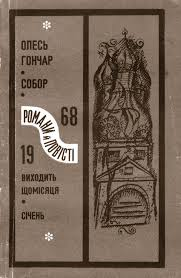 ОЛЕСЬ
ГОНЧАР
СОБОР
РОМАНИ Й ПОВІСТІ
19 68
ВИХОДИТЬ
ЩОМІСЯЦЯ
СІЧЕНЬ